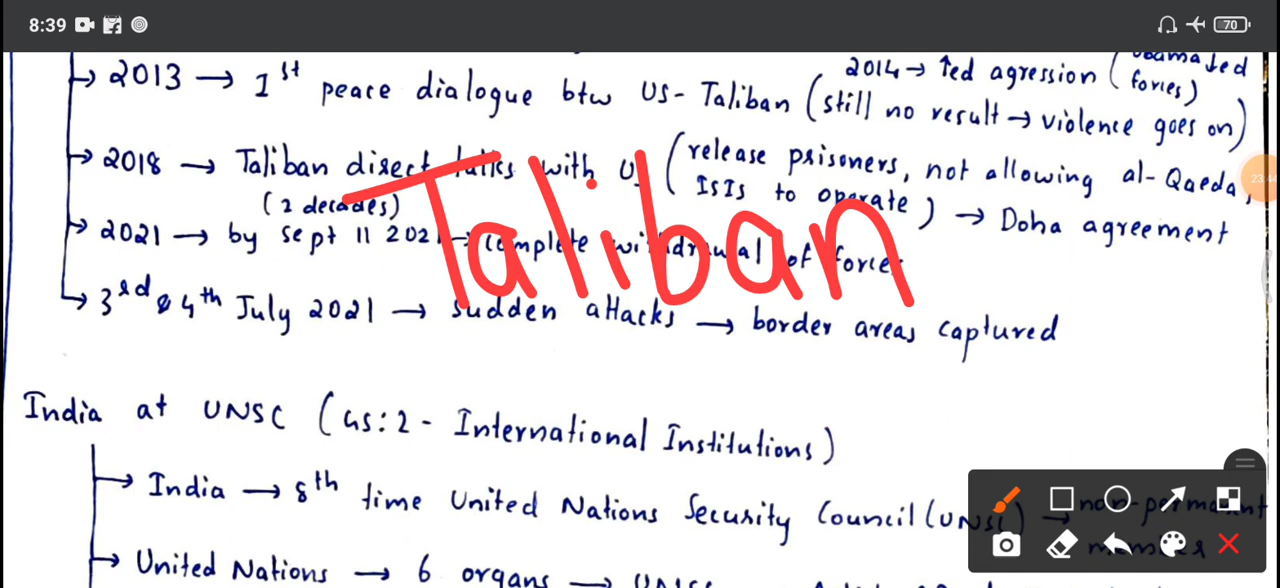 8:39
70
2013 → 1st peace dialogue btw US - Taliban (still no result → violence goes on)
2014 → ↑ed agression (
forces)
2018 → Taliban direct talks with US (release prisoners, not allowing al-Qaeda,
ISIS to operate) → Doha agreement
(2 decades)
2021 → by sept 11 2021 → complete withdrawal of forces
Taliban
3rd & 4th July 2021 → sudden attacks → border areas captured
India at UNSC (GS:2 - International Institutions)
India → 8th time United Nations Security Council (UNSC) → non-permanent
member
United Nations → 6 organs →